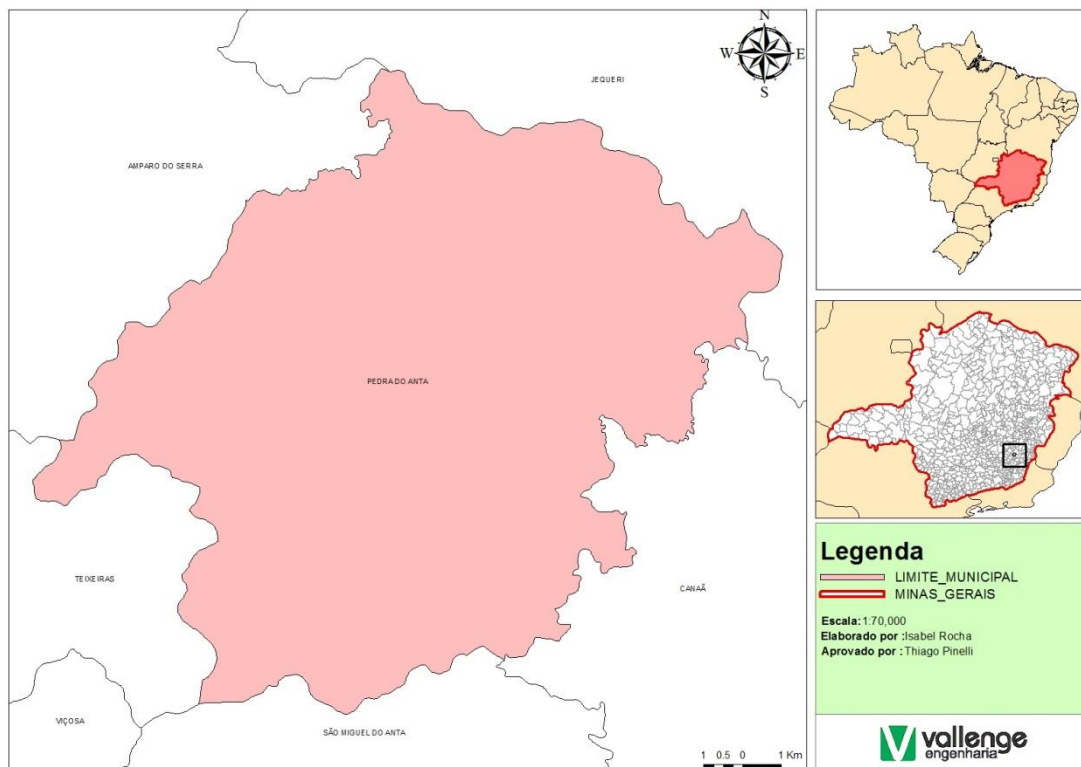 N
W E
S
JEQUERI
AMPARO DO SERRA
PEDRA DO ANTA
TEIXEIRAS
CANAÃ
VIÇOSA
SÃO MIGUEL DO ANTA
1 0.5 0 1 Km
Legenda
LIMITE_MUNICIPAL
MINAS_GERAIS
Escala:1:70,000
Elaborado por :Isabel Rocha
Aprovado por :Thiago Pinelli
vallenge
engenharia